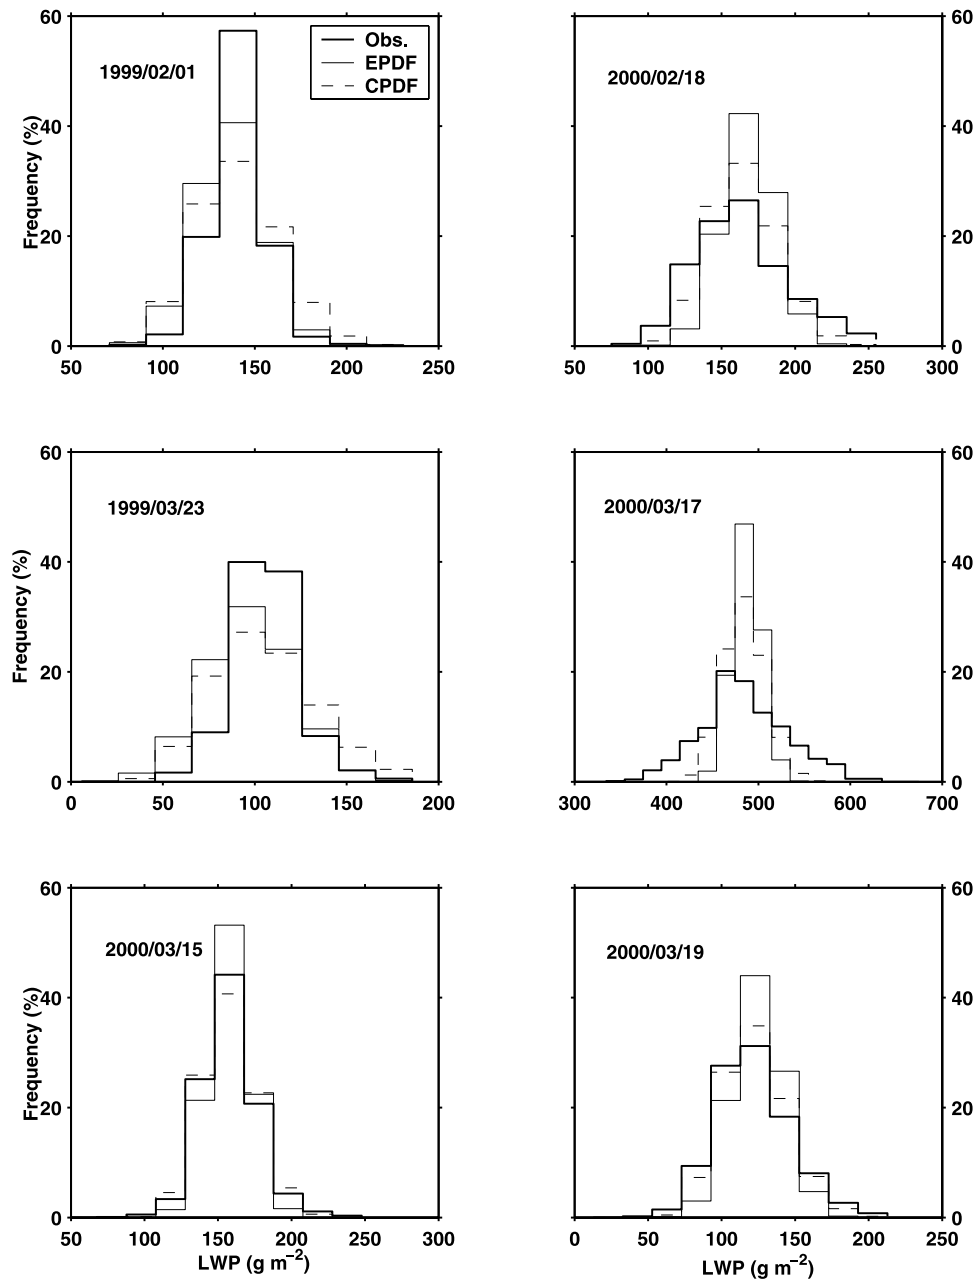 60
40
20
0
Frequency (%)
1999/02/01
Obs.
EPDF
CPDF
50 100 150 200 250
60
40
20
0
2000/02/18
50 100 150 200 250 300
60
40
20
0
Frequency (%)
1999/03/23
0 50 100 150 200
60
40
20
0
2000/03/17
300 400 500 600 700
60
40
20
0
Frequency (%)
2000/03/15
50 100 150 200 250 300
LWP (g m⁻²)
60
40
20
0
2000/03/19
0 50 100 150 200 250
LWP (g m⁻²)